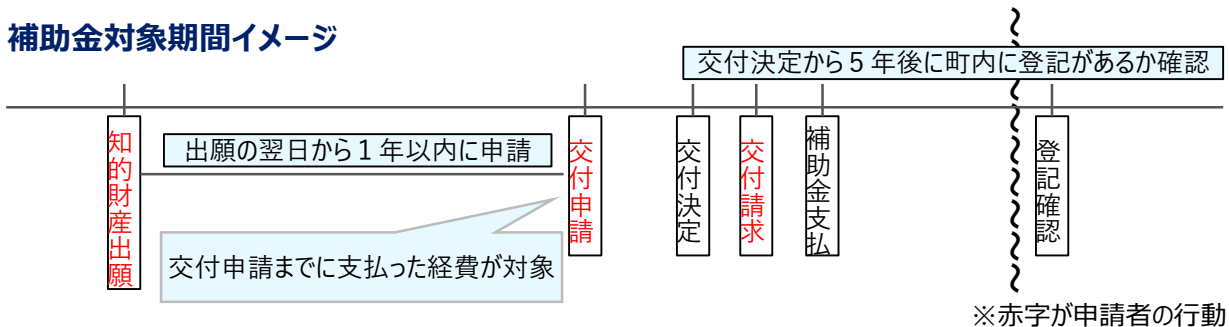 補助金対象期間イメージ
交付決定から5年後に町内に登記があるか確認
知的財産出願
出願の翌日から1年以内に申請
交付申請までに支払った経費が対象
交付申請
交付決定
交付請求
補助金支払
登記確認
※赤字が申請者の行動